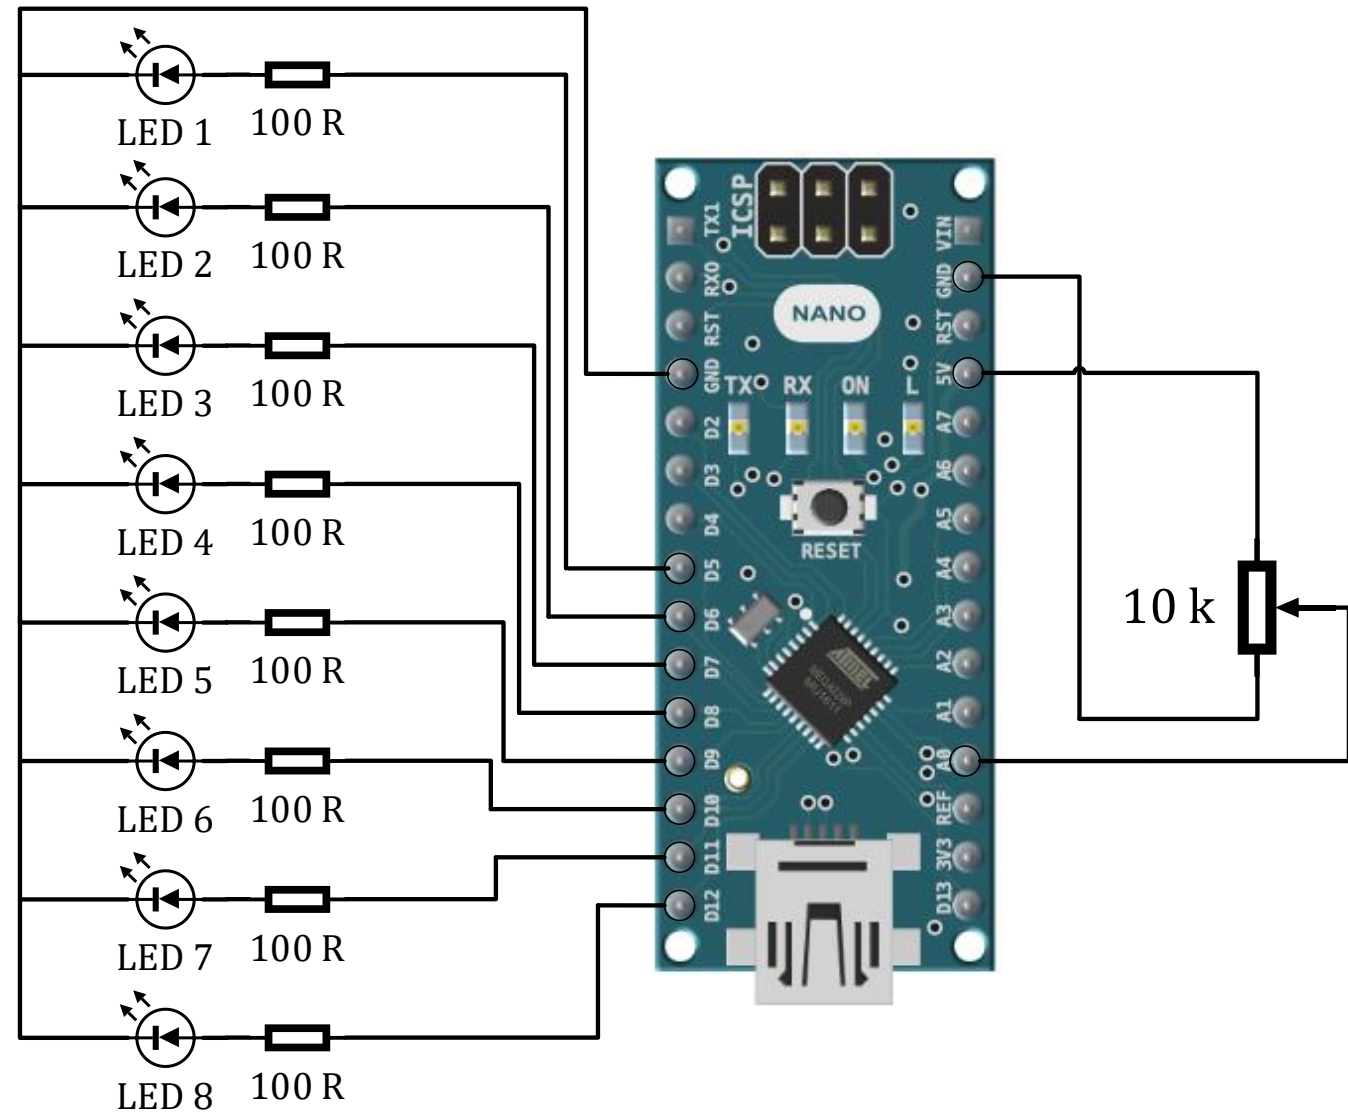 LED 1
100 R
LED 2
100 R
LED 3
100 R
LED 4
100 R
LED 5
100 R
LED 6
100 R
LED 7
100 R
LED 8
100 R
ICSP
NANO
TX1
RX0
RST
GND
D2
D3
D4
D5
D6
D7
D8
D9
D10
D11
D12
TX
RX
ON
L
RESET
VIN
GND
RST
5V
A7
A6
A5
A4
A3
A2
A1
A0
REF
3V3
D13
10 k